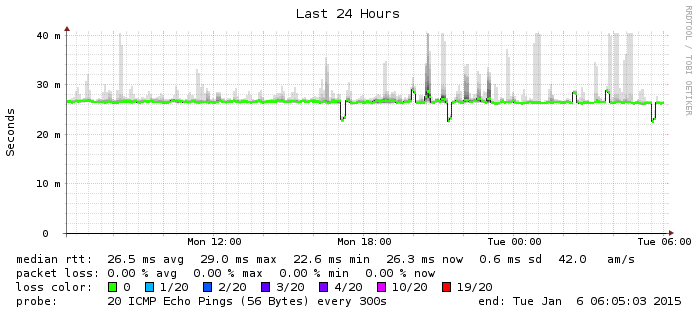 Last 24 Hours
RRDTOOL / TOBI OETIKER
Seconds
40 m
30 m
20 m
10 m
0
Mon 12:00 Mon 18:00 Tue 00:00 Tue 06:00
median rtt: 26.5 ms avg 29.0 ms max 22.6 ms min 26.3 ms now 0.6 ms sd 42.0 am/s
packet loss: 0.00 % avg 0.00 % max 0.00 % min 0.00 % now
loss color: 0 1/20 2/20 3/20 4/20 10/20 19/20
probe: 20 ICMP Echo Pings (56 Bytes) every 300s end: Tue Jan 6 06:05:03 2015